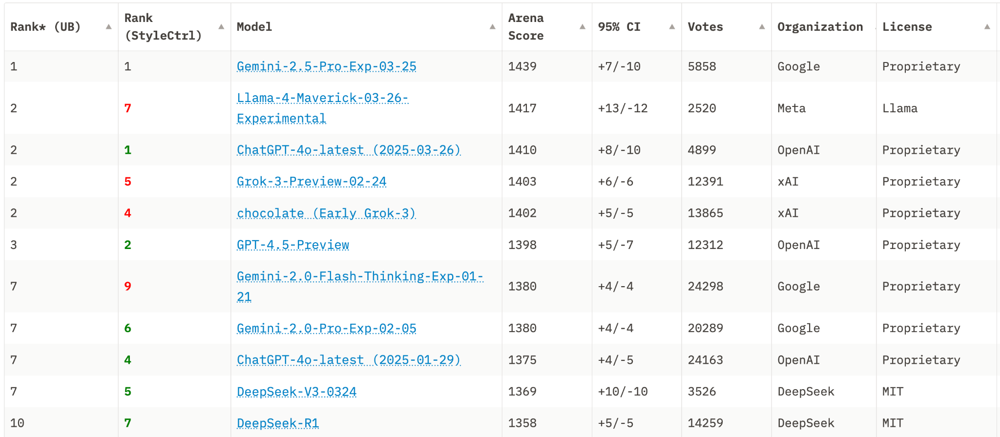 Rank* (UB) ▲ Rank (StyleCtrl) ▲ Model ▲ Arena Score ▲ 95% CI ▲ Votes ▲ Organization License ▲
1 1 Gemini-2.5-Pro-Exp-03-25 1439 +7/-10 5858 Google Proprietary
2 7 Llama-4-Maverick-03-26-Experimental 1417 +13/-12 2520 Meta Llama
2 1 ChatGPT-4o-latest (2025-03-26) 1410 +8/-10 4899 OpenAI Proprietary
2 5 Grok-3-Preview-02-24 1403 +6/-6 12391 xAI Proprietary
2 4 chocolate (Early Grok-3) 1402 +5/-5 13865 xAI Proprietary
3 2 GPT-4.5-Preview 1398 +5/-7 12312 OpenAI Proprietary
7 9 Gemini-2.0-Flash-Thinking-Exp-01-21 1380 +4/-4 24298 Google Proprietary
7 6 Gemini-2.0-Pro-Exp-02-05 1380 +4/-4 20289 Google Proprietary
7 4 ChatGPT-4o-latest (2025-01-29) 1375 +4/-5 24163 OpenAI Proprietary
7 5 DeepSeek-V3-0324 1369 +10/-10 3526 DeepSeek MIT
10 7 DeepSeek-R1 1358 +5/-5 14259 DeepSeek MIT